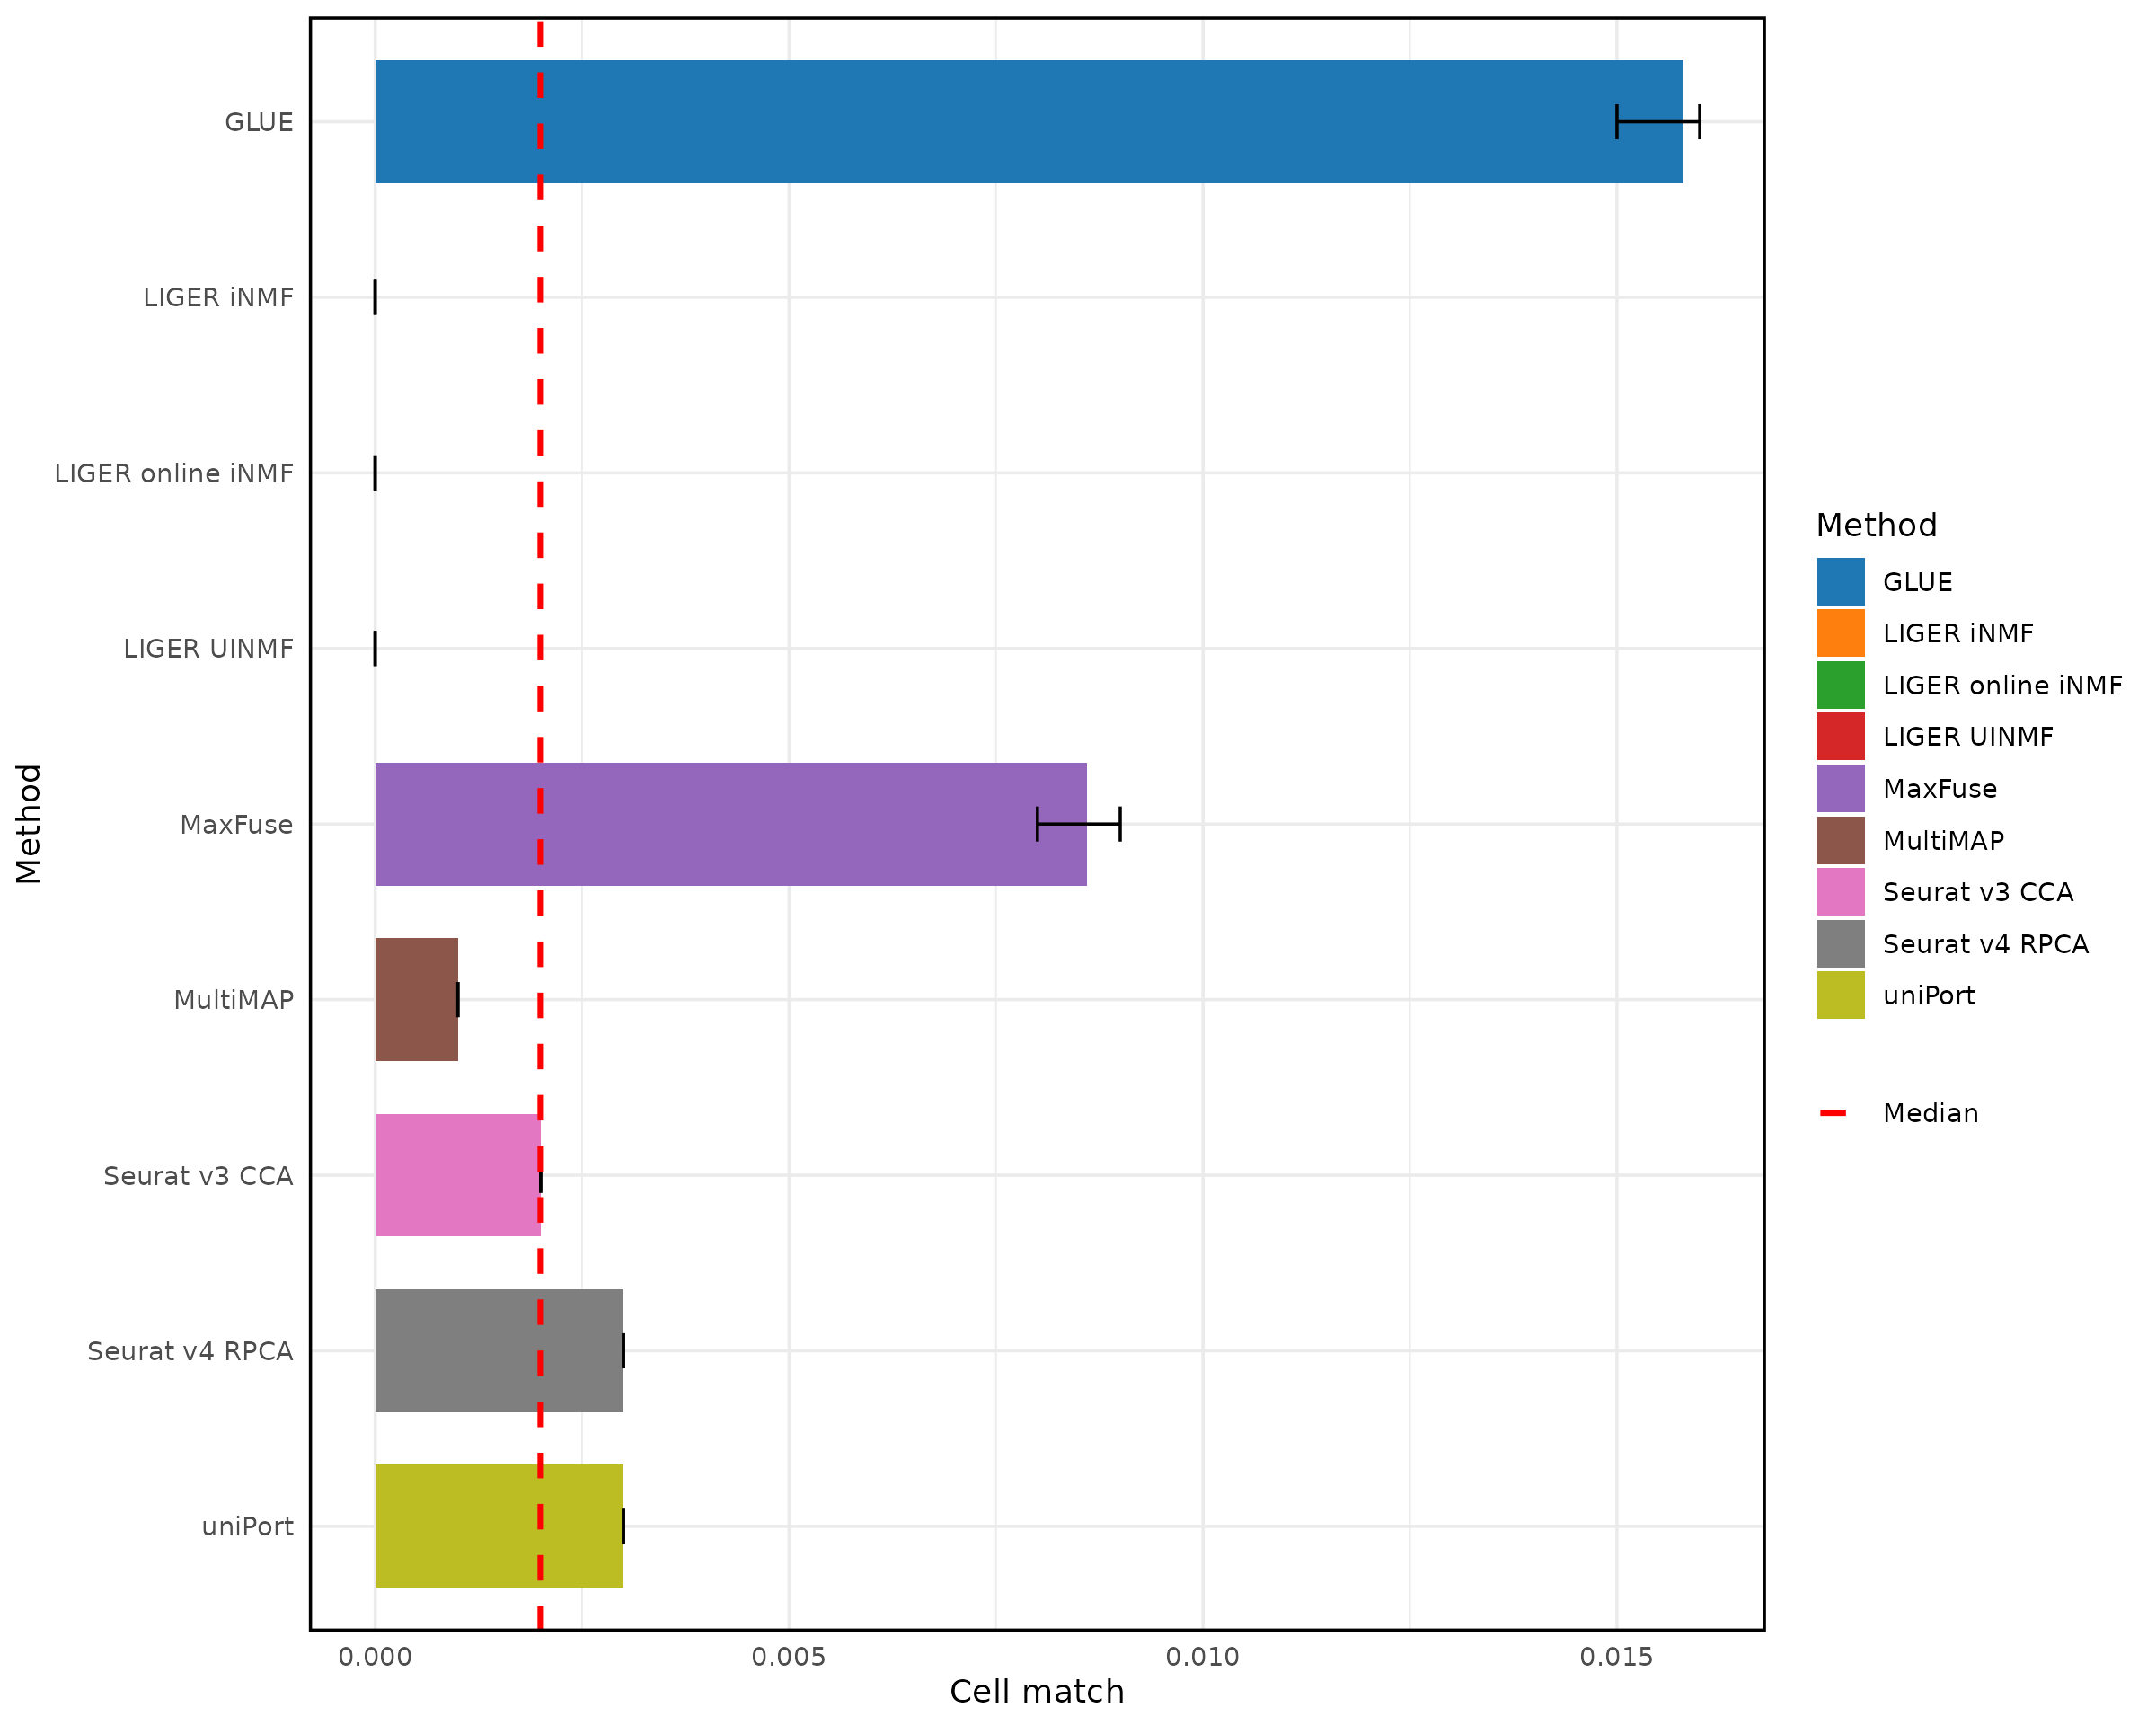 GLUE
LIGER iNMF
LIGER online iNMF
LIGER UINMF
MaxFuse
MultiMAP
Seurat v3 CCA
Seurat v4 RPCA
uniPort
Method
0.000 0.005 0.010 0.015
Cell match
Method
GLUE
LIGER iNMF
LIGER online iNMF
LIGER UINMF
MaxFuse
MultiMAP
Seurat v3 CCA
Seurat v4 RPCA
uniPort
Median